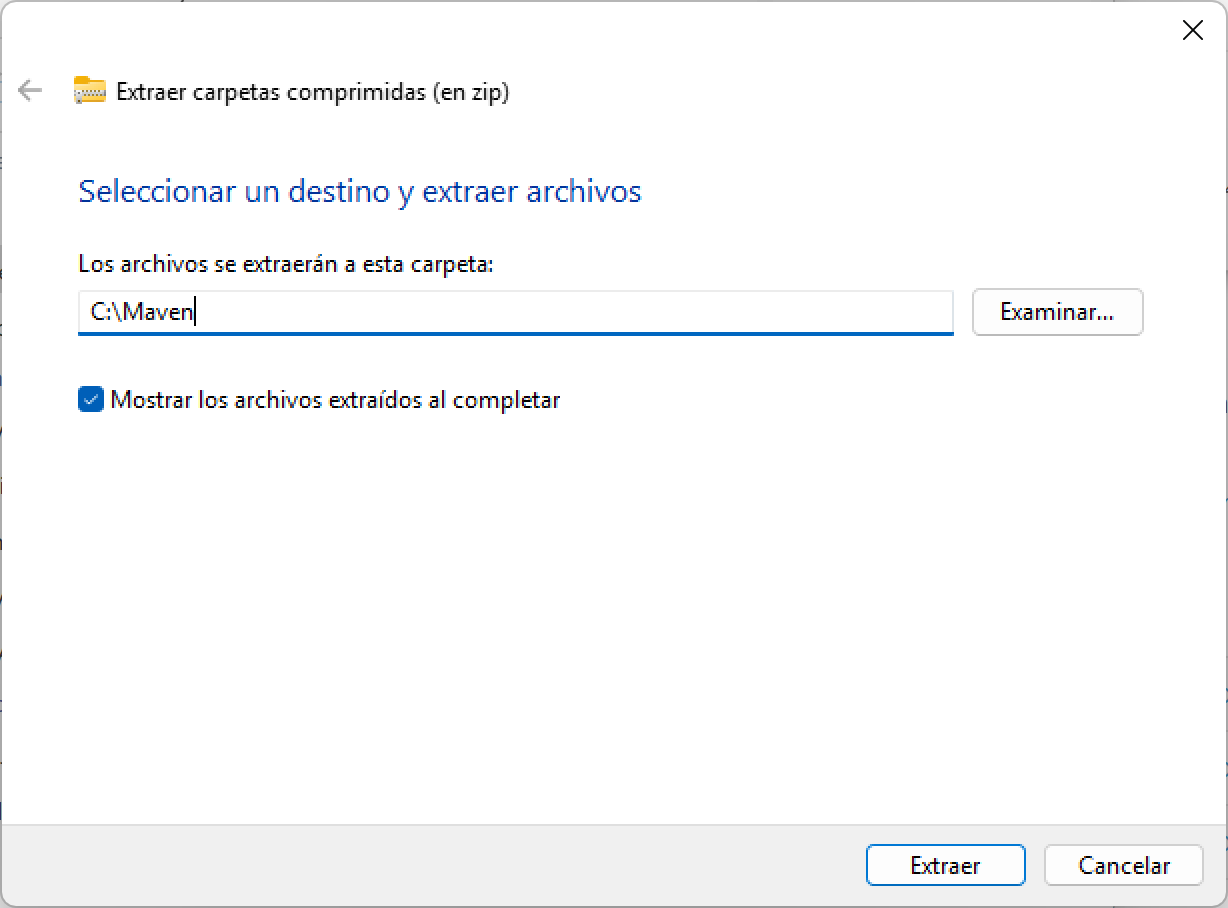 Extraer carpetas comprimidas (en zip)
Seleccionar un destino y extraer archivos
Los archivos se extraerán a esta carpeta:
C:\Maven
Examinar...
Mostrar los archivos extraídos al completar
Extraer
Cancelar